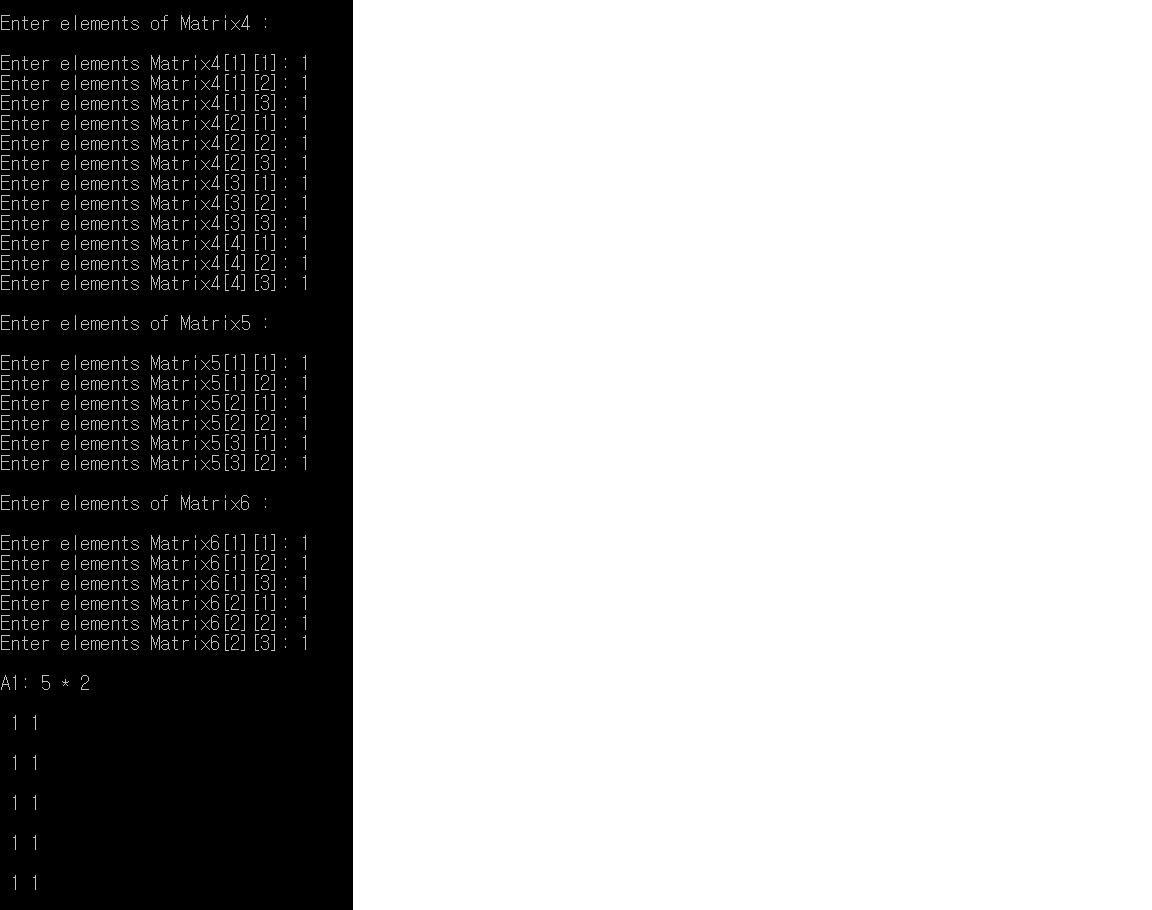 Enter elements of Matrix4 :
Enter elements Matrix4[1][1]: 1
Enter elements Matrix4[1][2]: 1
Enter elements Matrix4[1][3]: 1
Enter elements Matrix4[2][1]: 1
Enter elements Matrix4[2][2]: 1
Enter elements Matrix4[2][3]: 1
Enter elements Matrix4[3][1]: 1
Enter elements Matrix4[3][2]: 1
Enter elements Matrix4[3][3]: 1
Enter elements Matrix4[4][1]: 1
Enter elements Matrix4[4][2]: 1
Enter elements Matrix4[4][3]: 1
Enter elements of Matrix5 :
Enter elements Matrix5[1][1]: 1
Enter elements Matrix5[1][2]: 1
Enter elements Matrix5[2][1]: 1
Enter elements Matrix5[2][2]: 1
Enter elements Matrix5[3][1]: 1
Enter elements Matrix5[3][2]: 1
Enter elements of Matrix6 :
Enter elements Matrix6[1][1]: 1
Enter elements Matrix6[1][2]: 1
Enter elements Matrix6[1][3]: 1
Enter elements Matrix6[2][1]: 1
Enter elements Matrix6[2][2]: 1
Enter elements Matrix6[2][3]: 1
A1: 5 * 2
1 1
1 1
1 1
1 1
1 1